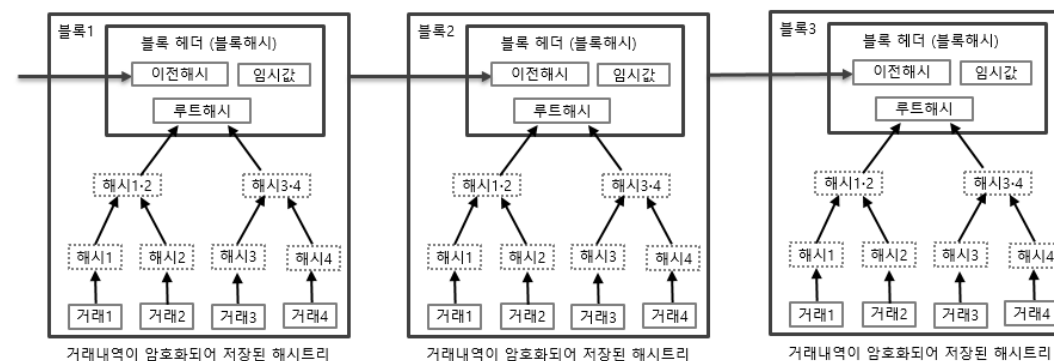 블록1
블록 헤더 (블록해시)
이전해시 임시값
루트해시
해시1·2 해시3·4
해시1 해시2 해시3 해시4
거래1 거래2 거래3 거래4
거래내역이 암호화되어 저장된 해시트리
블록2
블록 헤더 (블록해시)
이전해시 임시값
루트해시
해시1·2 해시3·4
해시1 해시2 해시3 해시4
거래1 거래2 거래3 거래4
거래내역이 암호화되어 저장된 해시트리
블록3
블록 헤더 (블록해시)
이전해시 임시값
루트해시
해시1·2 해시3·4
해시1 해시2 해시3 해시4
거래1 거래2 거래3 거래4
거래내역이 암호화되어 저장된 해시트리